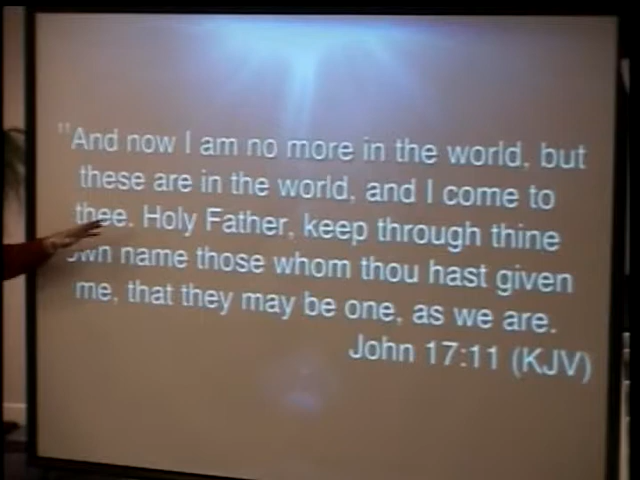 "And now I am no more in the world, but
these are in the world, and I come to
thee. Holy Father, keep through thine
own name those whom thou hast given
me, that they may be one, as we are.
John 17:11 (KJV)